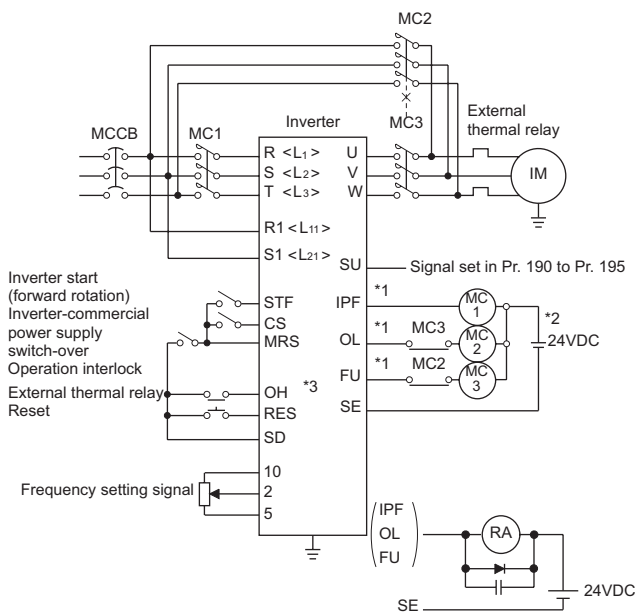 MC2
MCCB
MC1
Inverter
MC3
External
thermal relay
R <L1>
U
S <L2>
V
T <L3>
W
IM
R1 <L11>
S1 <L21>
SU
Signal set in Pr. 190 to Pr. 195
Inverter start
(forward rotation)
Inverter-commercial
power supply
switch-over
Operation interlock
External thermal relay
Reset
STF
CS
MRS
OH
*3
RES
SD
IPF
*1
MC
1
*2
24VDC
OL
*1
MC3
MC
2
FU
*1
MC2
MC
3
SE
Frequency setting signal
10
2
5
(IPF
OL
FU)
RA
24VDC
SE